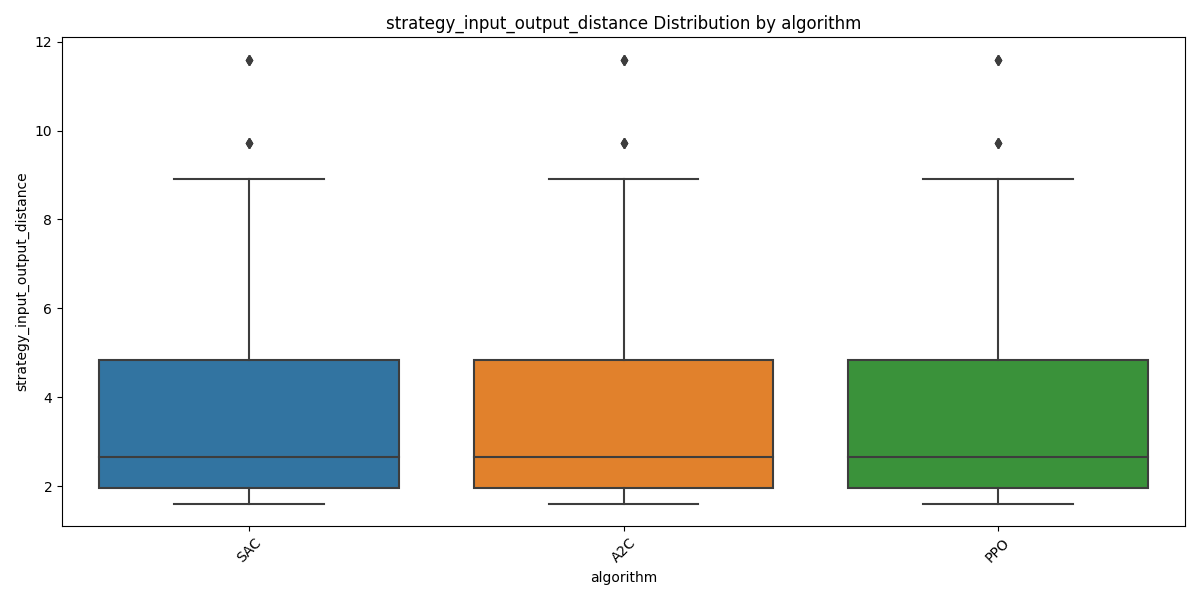 strategy_input_output_distance Distribution by algorithm
strategy_input_output_distance
12
10
8
6
4
2
SAC
A2C
PPO
algorithm